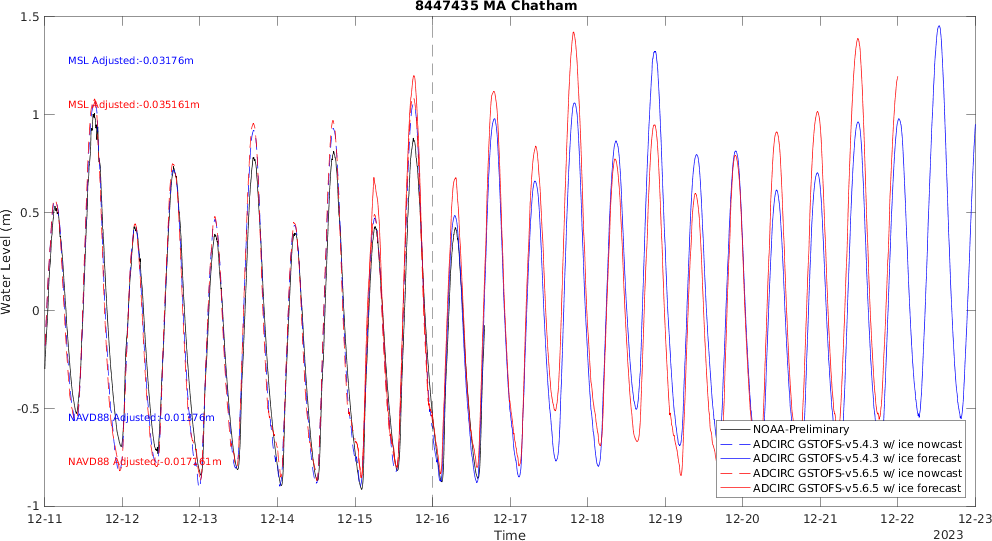 8447435 MA Chatham
1.5
MSL Adjusted:-0.03176m
MSL Adjusted:-0.035161m
1
0.5
0
-0.5
-1
Water Level (m)
NAVD88 Adjusted:-0.01376m
NAVD88 Adjusted:-0.017161m
NOAA-Preliminary
ADCIRC GSTOFS-v5.4.3 w/ ice nowcast
ADCIRC GSTOFS-v5.4.3 w/ ice forecast
ADCIRC GSTOFS-v5.6.5 w/ ice nowcast
ADCIRC GSTOFS-v5.6.5 w/ ice forecast
12-11 12-12 12-13 12-14 12-15 12-16 12-17 12-18 12-19 12-20 12-21 12-22 12-23
Time
2023